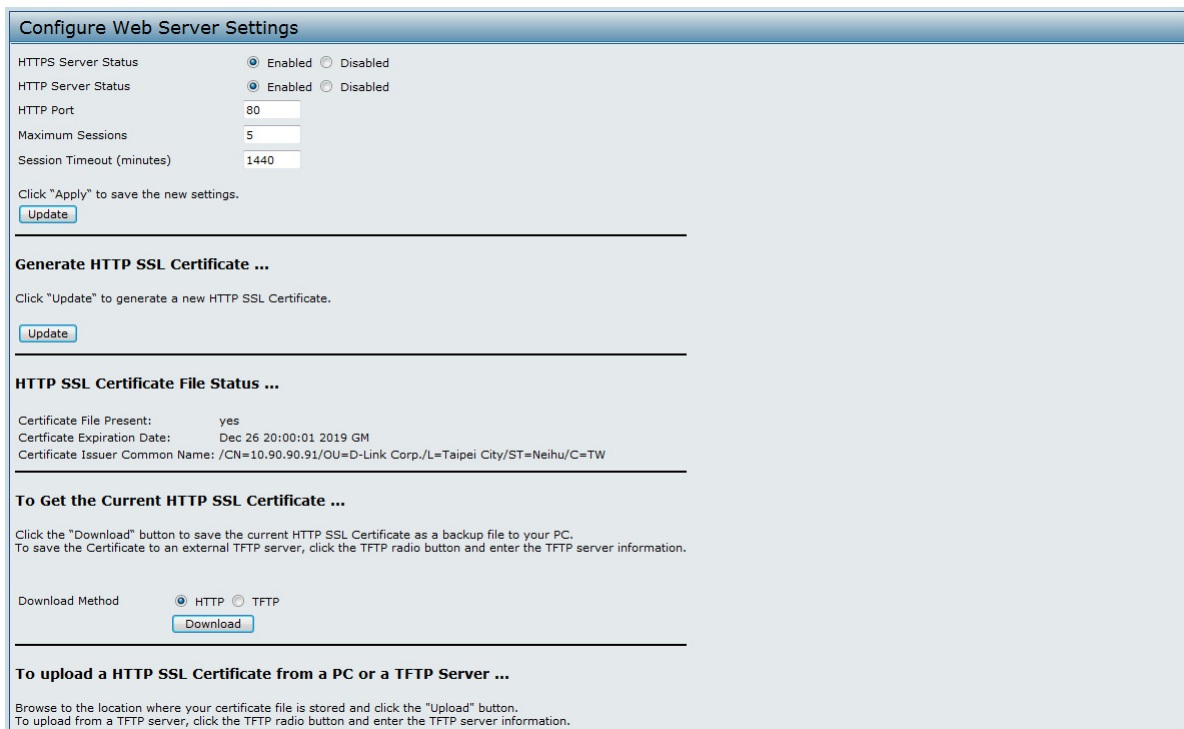 Configure Web Server Settings
HTTPS Server Status Enabled Disabled
HTTP Server Status Enabled Disabled
HTTP Port 80
Maximum Sessions 5
Session Timeout (minutes) 1440
Click "Apply" to save the new settings.
Update
Generate HTTP SSL Certificate ...
Click "Update" to generate a new HTTP SSL Certificate.
Update
HTTP SSL Certificate File Status ...
Certificate File Present: yes
Certficate Expiration Date: Dec 26 20:00:01 2019 GM
Certificate Issuer Common Name: /CN=10.90.90.91/OU=D-Link Corp./L=Taipei City/ST=Neihu/C=TW
To Get the Current HTTP SSL Certificate ...
Click the "Download" button to save the current HTTP SSL Certificate as a backup file to your PC.
To save the Certificate to an external TFTP server, click the TFTP radio button and enter the TFTP server information.
Download Method HTTP TFTP
Download
To upload a HTTP SSL Certificate from a PC or a TFTP Server ...
Browse to the location where your certificate file is stored and click the "Upload" button.
To upload from a TFTP server, click the TFTP radio button and enter the TFTP server information.